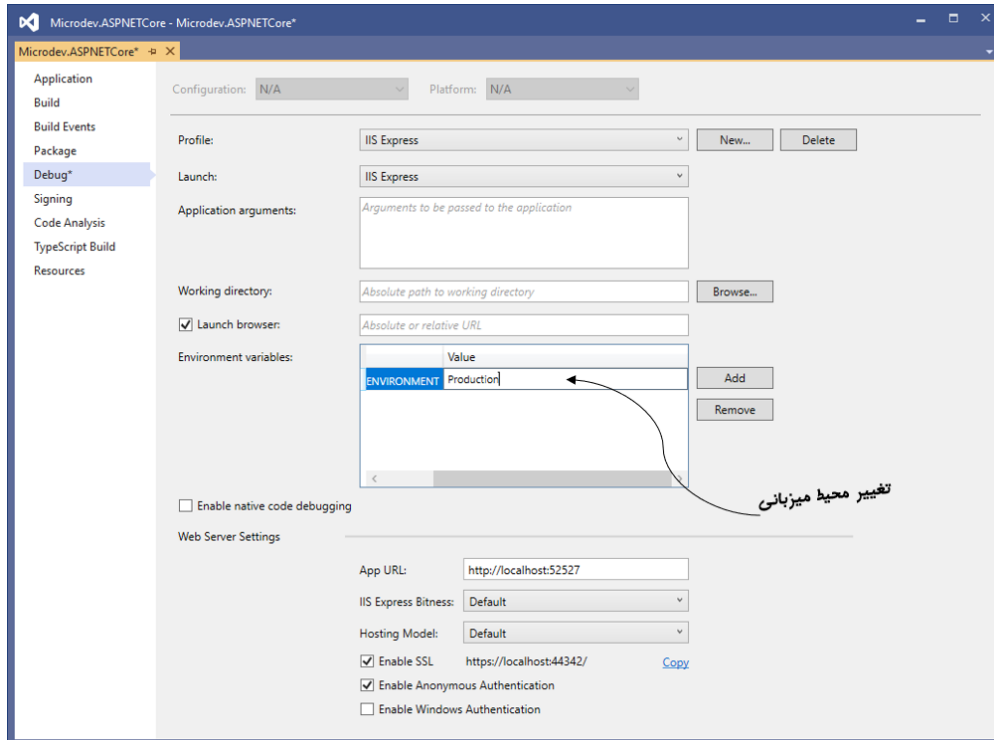 Microdev.ASPNETCore - Microdev.ASPNETCore*
Microdev.ASPNETCore*
Application
Build
Build Events
Package
Debug*
Signing
Code Analysis
TypeScript Build
Resources
Configuration: N/A Platform: N/A
Profile: IIS Express New... Delete
Launch: IIS Express
Application arguments: Arguments to be passed to the application
Working directory: Absolute path to working directory Browse...
Launch browser: Absolute or relative URL
Environment variables: Value
ENVIRONMENT Production Add
Remove
تغییر محیط میزبانی
Enable native code debugging
Web Server Settings
App URL: http://localhost:52527
IIS Express Bitness: Default
Hosting Model: Default
Enable SSL https://localhost:44342/ Copy
Enable Anonymous Authentication
Enable Windows Authentication